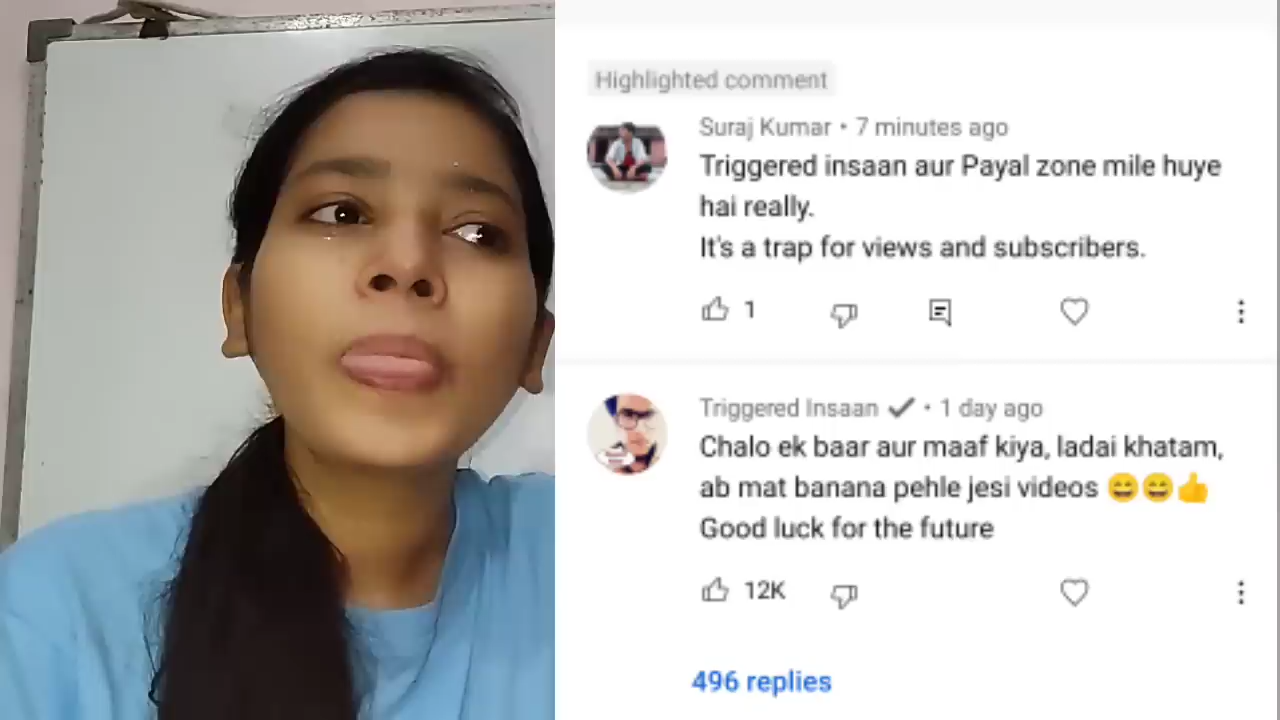 Highlighted comment
Suraj Kumar • 7 minutes ago
Triggered insaan aur Payal zone mile huye
hai really.
It's a trap for views and subscribers.
1
Triggered Insaan ✔ • 1 day ago
Chalo ek baar aur maaf kiya, ladai khatam,
ab mat banana pehle jesi videos 😄😄👍
Good luck for the future
12K
496 replies